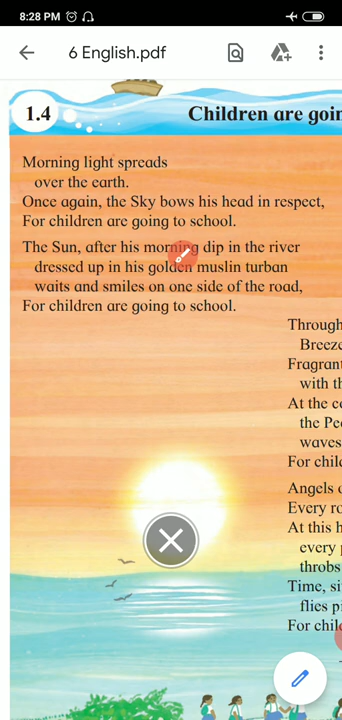 8:28 PM
6 English.pdf
1.4
Children are goin
Morning light spreads
over the earth.
Once again, the Sky bows his head in respect,
For children are going to school.
The Sun, after his morning dip in the river
dressed up in his golden muslin turban
waits and smiles on one side of the road,
For children are going to school.
Through
Breeze
Fragrant
with th
At the co
the Pe
waves
For chil
Angels o
Every ro
At this h
every p
throbs
Time, si
flies p
For chil